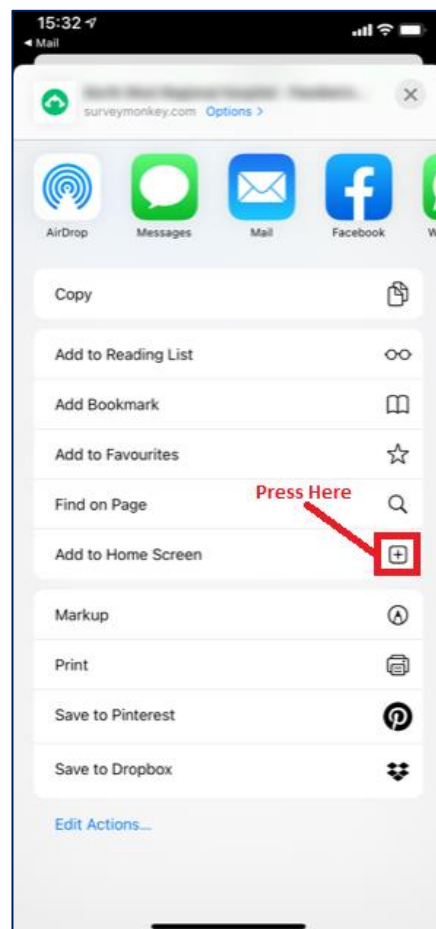 15:32
Mail
surveymonkey.com Options >
AirDrop Messages Mail Facebook W
Copy
Add to Reading List
Add Bookmark
Add to Favourites
Find on Page
Press Here
Add to Home Screen
Markup
Print
Save to Pinterest
Save to Dropbox
Edit Actions...